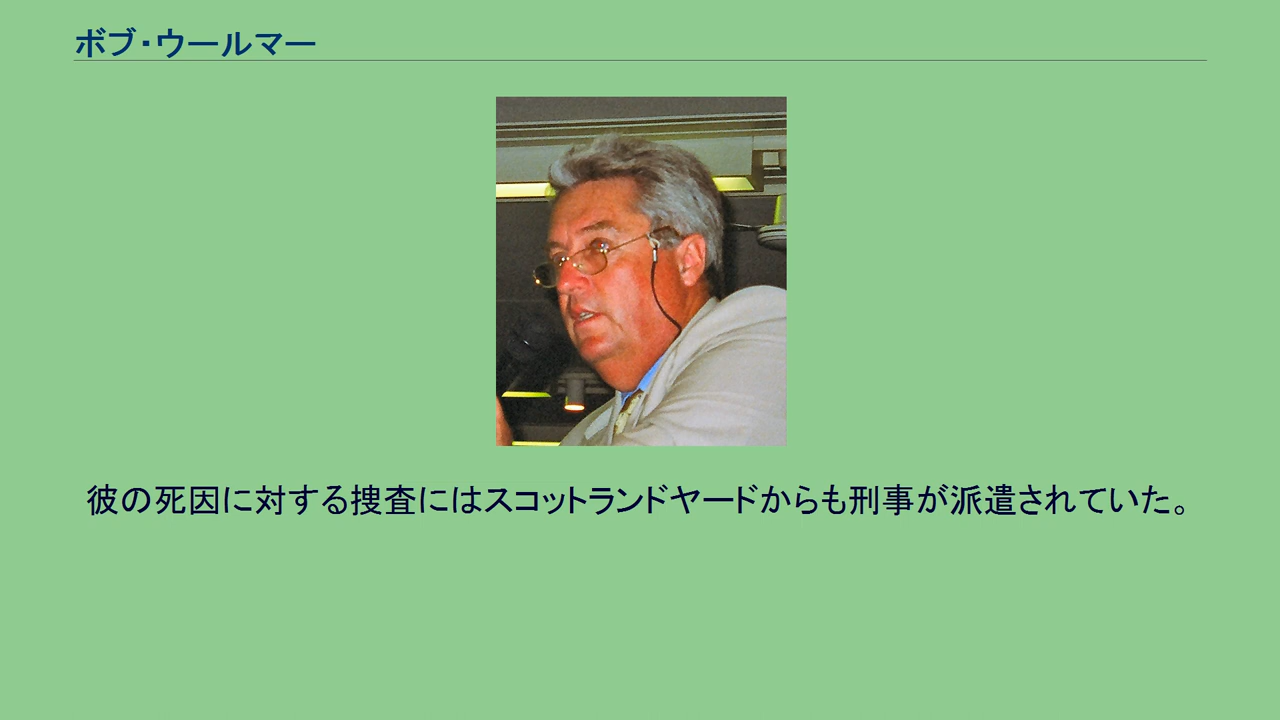 ボブ・ウールマー
彼の死因に対する捜査にはスコットランドヤードからも刑事が派遣されていた。